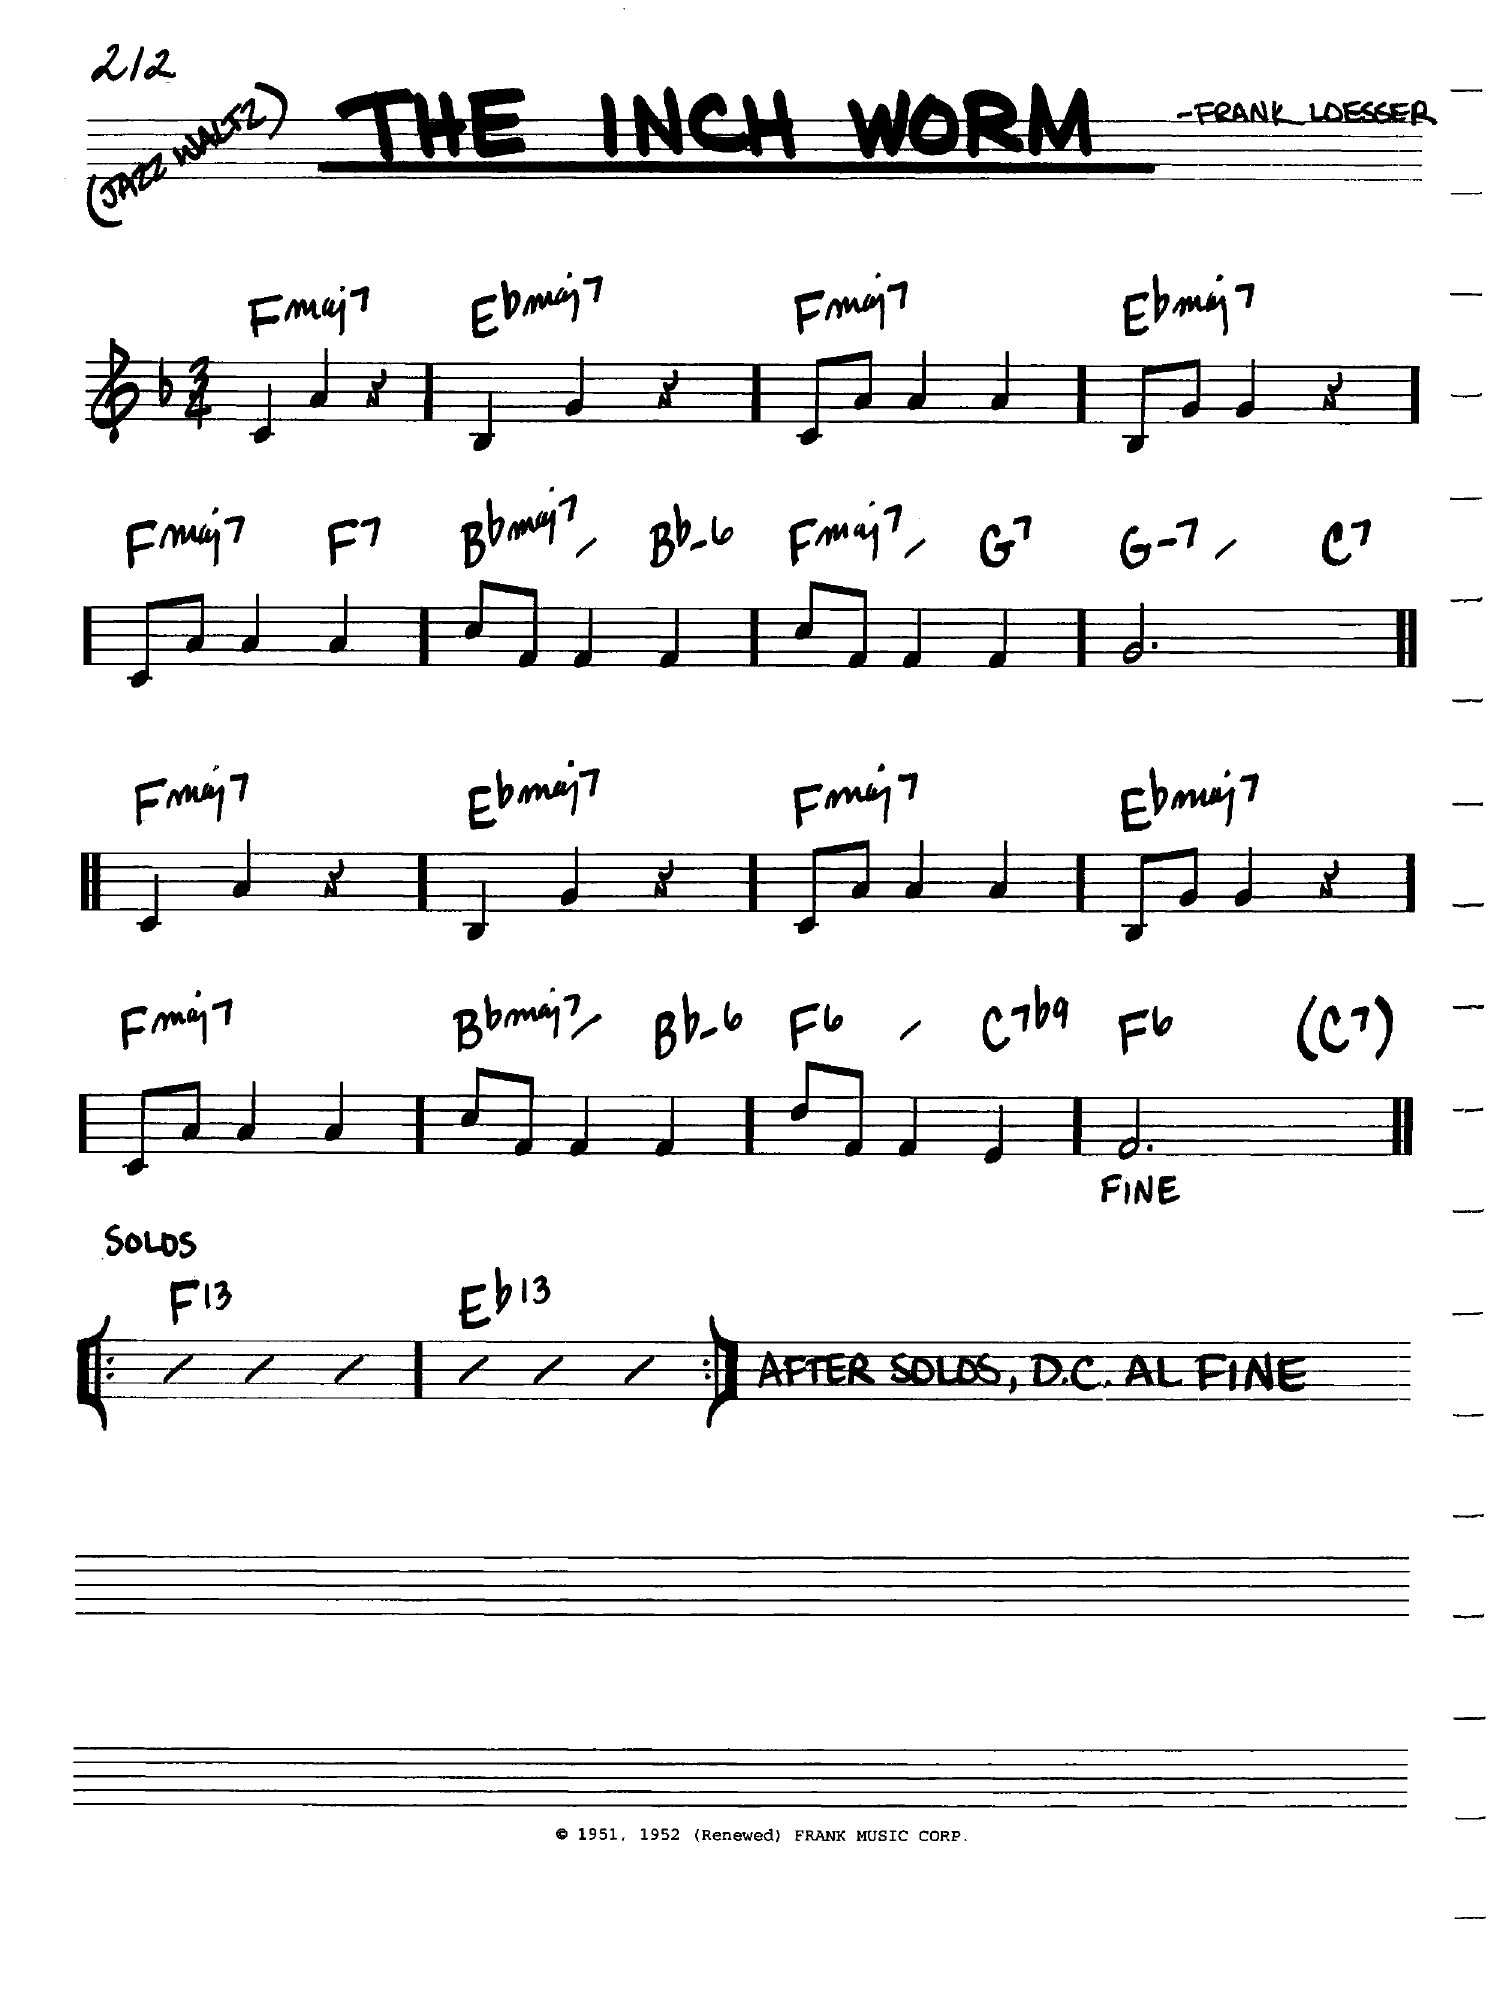 212
(JAZZ WALTZ)
THE INCH WORM
-FRANK LOESSER
Fmaj7 Ebmaj7 Fmaj7 Ebmaj7
3/4
Fmaj7 F7 Bbmaj7 / Bb-6 Fmaj7 / G7 G-7 / C7
Fmaj7 Ebmaj7 Fmaj7 Ebmaj7
Fmaj7 Bbmaj7 / Bb-6 F6 / C7b9 F6 (C7)
FINE
SOLOS
F13 Eb13
AFTER SOLOS, D.C. AL FINE
© 1951, 1952 (Renewed) FRANK MUSIC CORP.